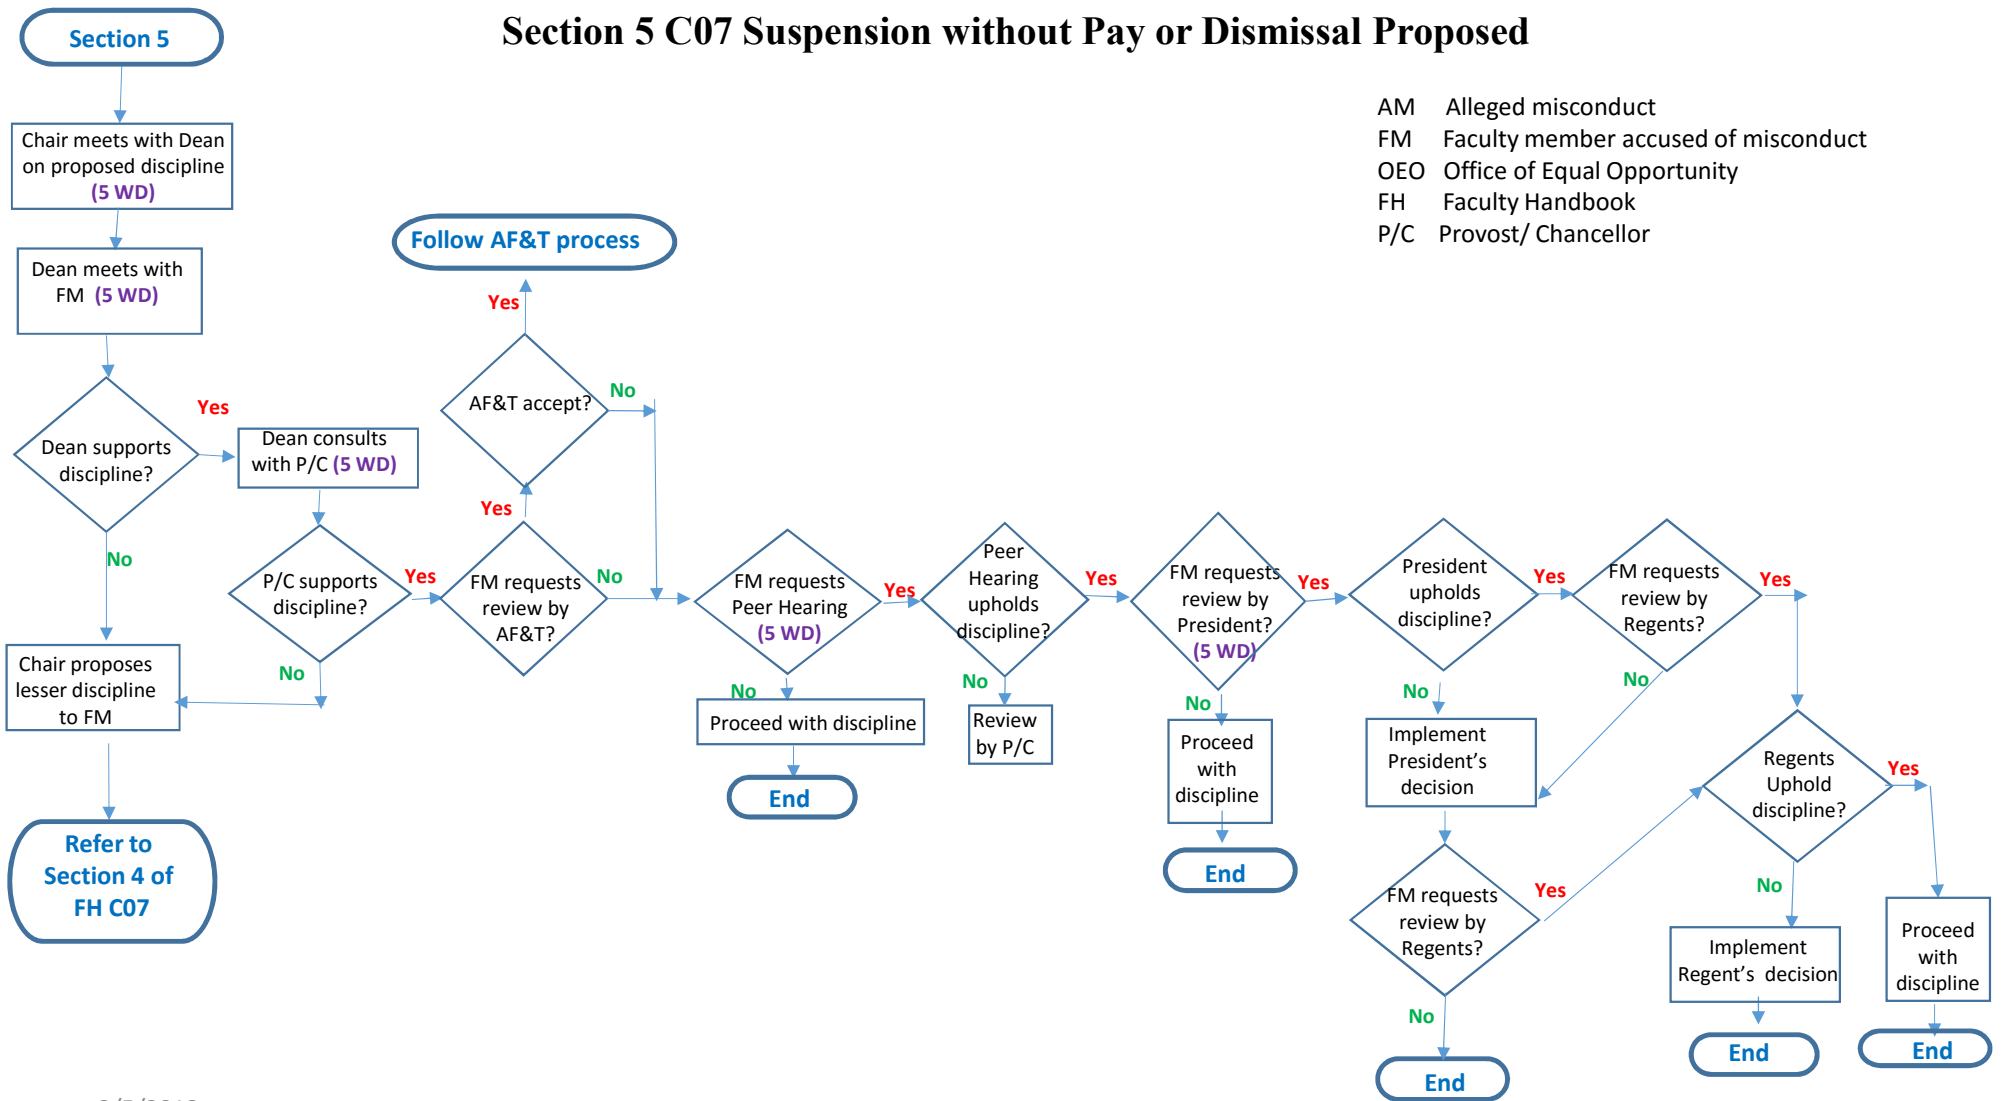 Section 5 C07 Suspension without Pay or Dismissal Proposed
Section 5
AM Alleged misconduct
FM Faculty member accused of misconduct
OEO Office of Equal Opportunity
FH Faculty Handbook
P/C Provost/ Chancellor
Chair meets with Dean
on proposed discipline
(5 WD)
Dean meets with
FM (5 WD)
Dean supports
discipline?
Yes
No
Dean consults
with P/C (5 WD)
P/C supports
discipline?
Yes
No
Chair proposes
lesser discipline
to FM
Refer to
Section 4 of
FH C07
Follow AF&T process
Yes
AF&T accept?
No
Yes
FM requests
review by
AF&T?
No
FM requests
Peer Hearing
(5 WD)
Yes
No
Proceed with discipline
End
Peer
Hearing
upholds
discipline?
Yes
No
Review
by P/C
FM requests
review by
President?
(5 WD)
Yes
No
Proceed
with
discipline
End
President
upholds
discipline?
Yes
No
Implement
President’s
decision
FM requests
review by
Regents?
Yes
No
FM requests
review by
Regents?
Yes
No
End
Regents
Uphold
discipline?
Yes
No
Implement
Regent’s decision
End
Proceed
with
discipline
End